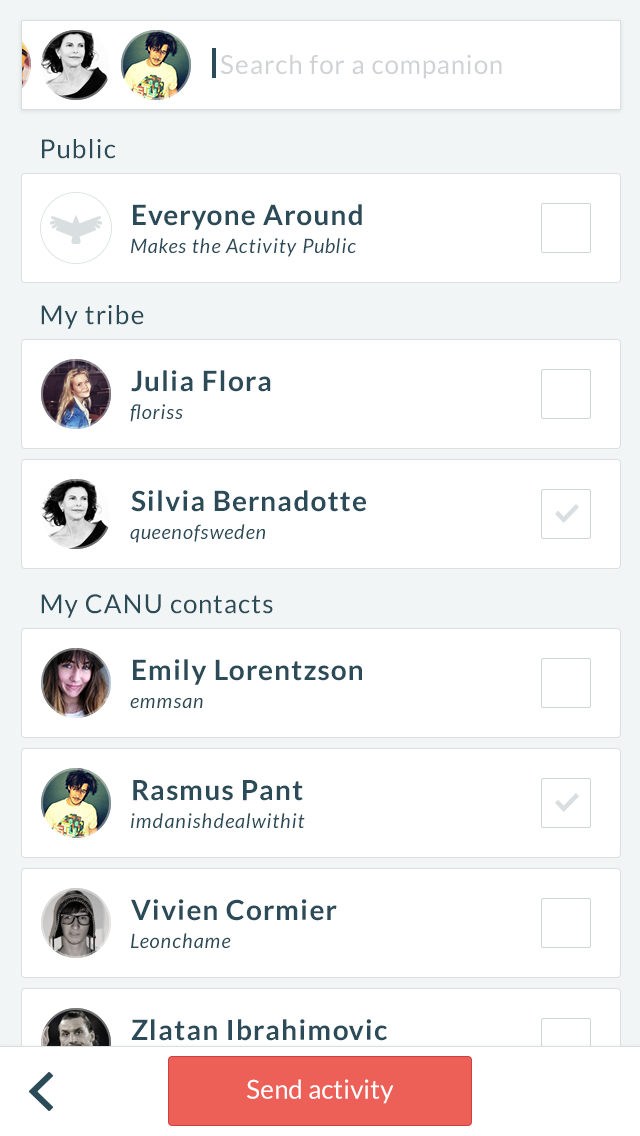 Search for a companion
Public
Everyone Around
Makes the Activity Public
My tribe
Julia Flora
floriss
Silvia Bernadotte
queenofsweden
My CANU contacts
Emily Lorentzson
emmsan
Rasmus Pant
imdanishdealwithit
Vivien Cormier
Leonchame
Zlatan Ibrahimovic
Send activity